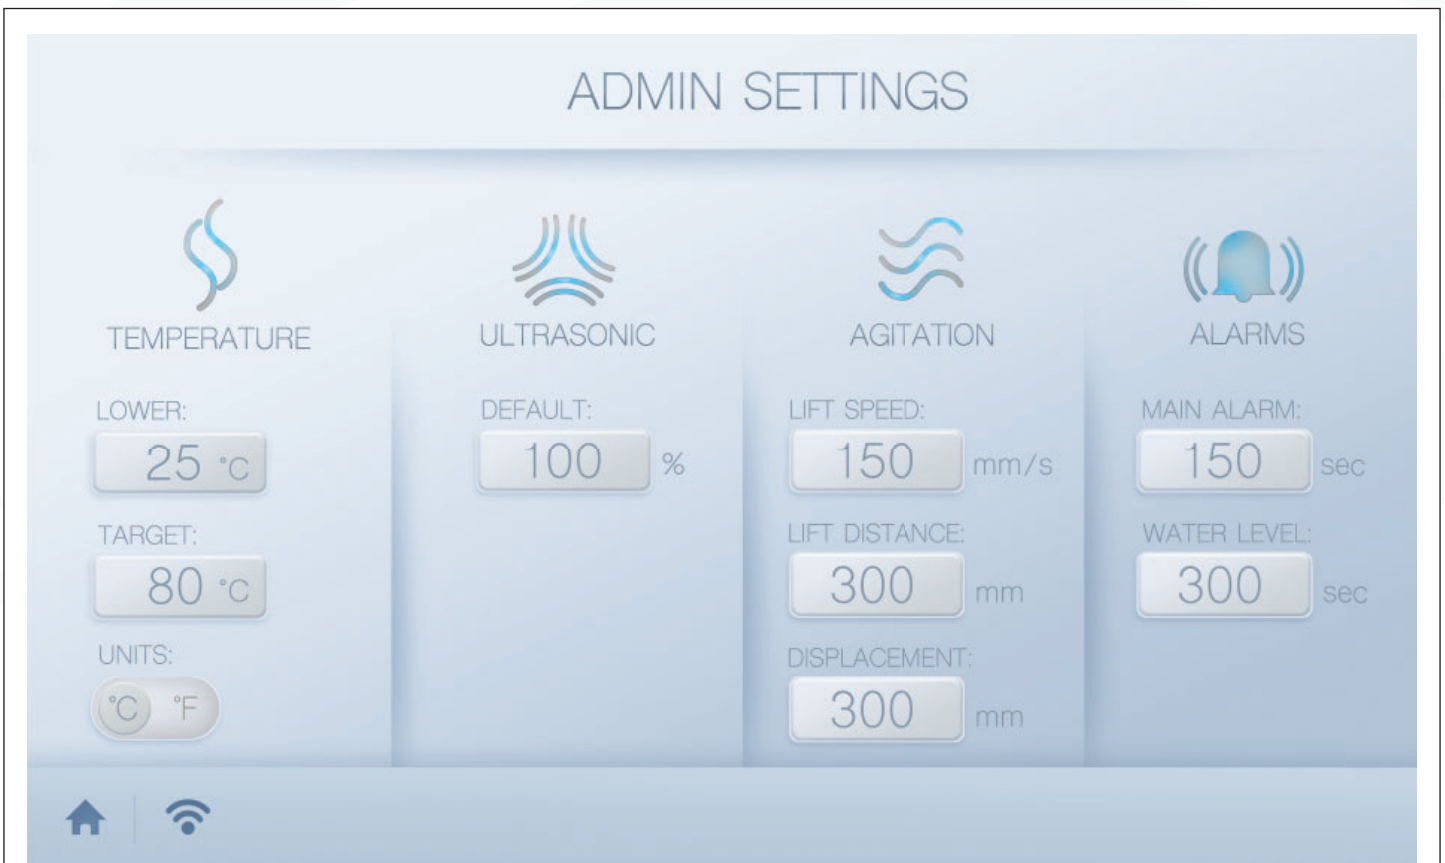 ADMIN SETTINGS
TEMPERATURE
LOWER:
25 °C
TARGET:
80 °C
UNITS:
°C °F
ULTRASONIC
DEFAULT:
100 %
AGITATION
LIFT SPEED:
150 mm/s
LIFT DISTANCE:
300 mm
DISPLACEMENT:
300 mm
ALARMS
MAIN ALARM:
150 sec
WATER LEVEL:
300 sec